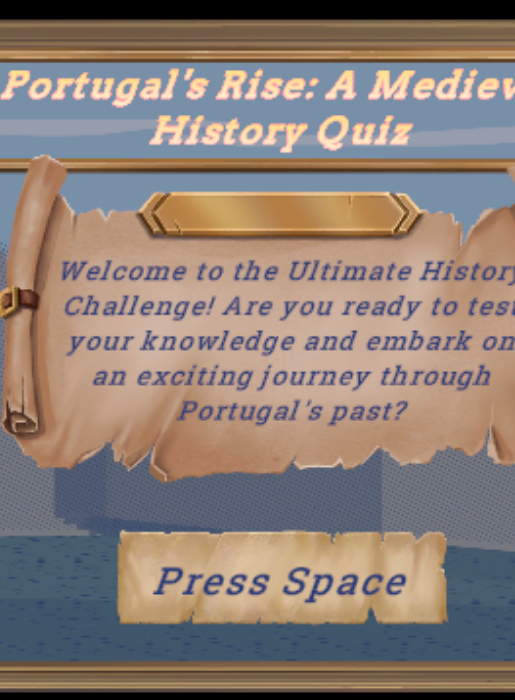 Portugal's Rise: A Mediev
History Quiz
Welcome to the Ultimate History
Challenge! Are you ready to test
your knowledge and embark on
an exciting journey through
Portugal's past?
Press Space